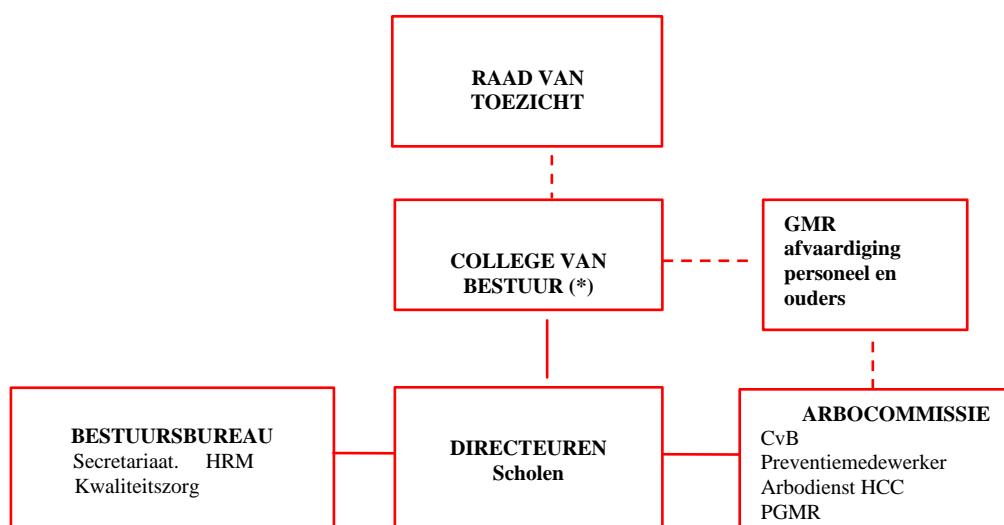 RAAD VAN
TOEZICHT
COLLEGE VAN
BESTUUR (*)
GMR
afvaardiging
personeel en
ouders
BESTUURSBUREAU
Secretariaat. HRM
Kwaliteitszorg
DIRECTEUREN
Scholen
ARBOCOMMISSIE
CvB
Preventiemedewerker
Arbodienst HCC
PGMR